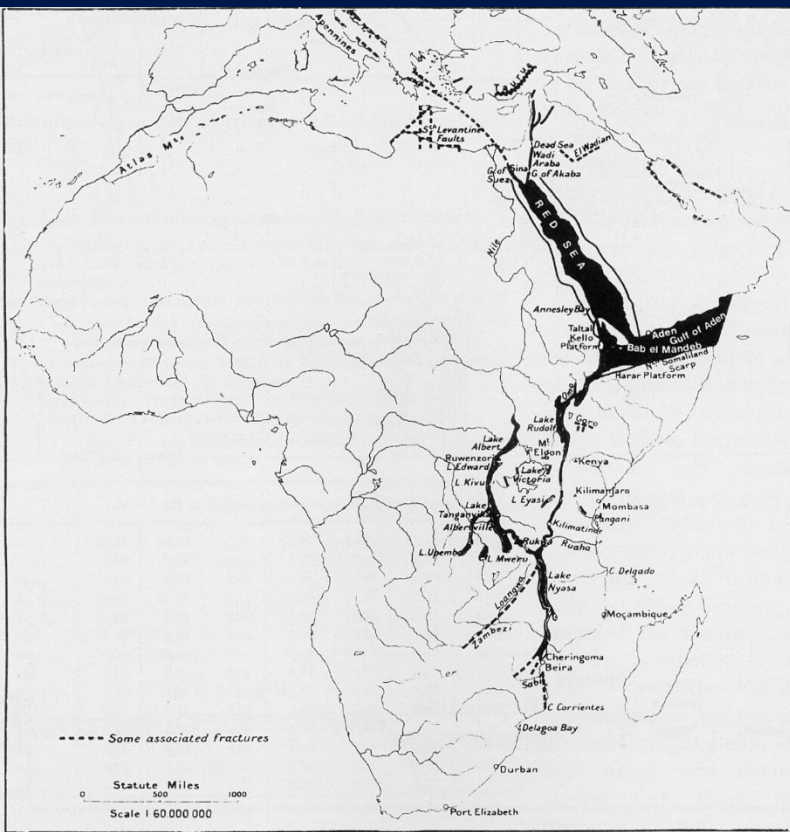 Apennines
Taurus
Atlas Mts
Sth Levantine
Faults
Dead Sea
Wadi
Araba
El Wadian
G. of
Suez
Sinai
G of Akaba
RED SEA
Nile
Annesley Bay
Taltal
Kello
Platform
Aden
Gulf of Aden
Bab el Mandeb
Nth Somaliland
Scarp
Harar Platform
Omo
Lake
Rudolf
Goro
Lake
Albert
Mt
Elgon
Ruwenzori
L Edward
Kenya
Lake
Victoria
L Kivu
L Eyasi
Kilimanjaro
Mombasa
Pangani
Lake
Tanganyika
Albertville
Kilimatinde
Rukwa
Ruaha
L. Upemba
L Mweru
C. Delgado
Lake
Nyasa
Loangwa
Moçambique
Zambezi
Cheringoma
Beira
Sabi
C Corrientes
Delagoa Bay
Some associated fractures
Durban
Statute Miles
0 500 1000
Scale 1 60 000 000
Port Elizabeth